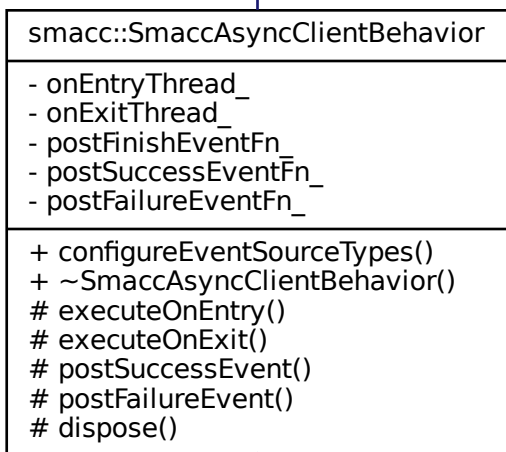 smacc::SmaccAsyncClientBehavior
- onEntryThread_
- onExitThread_
- postFinishEventFn_
- postSuccessEventFn_
- postFailureEventFn_
+ configureEventSourceTypes()
+ ~SmaccAsyncClientBehavior()
# executeOnEntry()
# executeOnExit()
# postSuccessEvent()
# postFailureEvent()
# dispose()